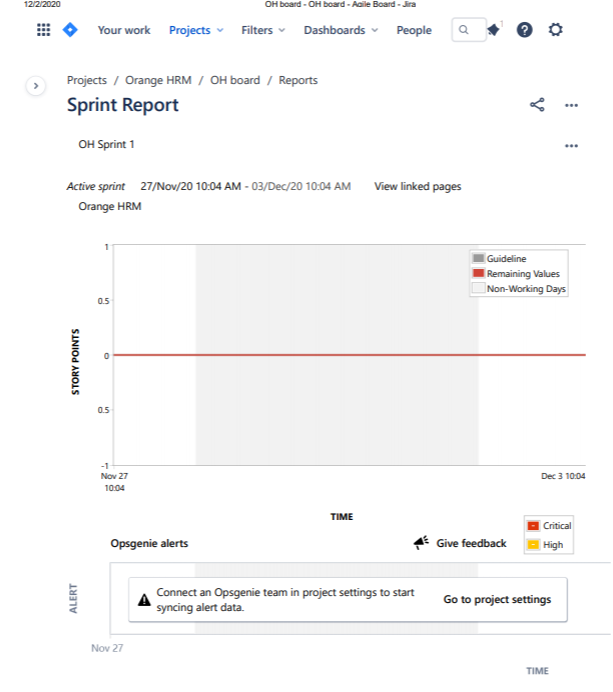 12/2/2020 OH board - OH board - Agile Board - Jira
Your work Projects Filters Dashboards People 1
Projects / Orange HRM / OH board / Reports
Sprint Report
OH Sprint 1
Active sprint 27/Nov/20 10:04 AM - 03/Dec/20 10:04 AM View linked pages
Orange HRM
1
Guideline
Remaining Values
Non-Working Days
0.5
STORY POINTS
0
0.5
-1
Nov 27
10:04
Dec 3 10:04
TIME
Critical
Opsgenie alerts Give feedback High
ALERT
Connect an Opsgenie team in project settings to start
syncing alert data.
Go to project settings
Nov 27
TIME